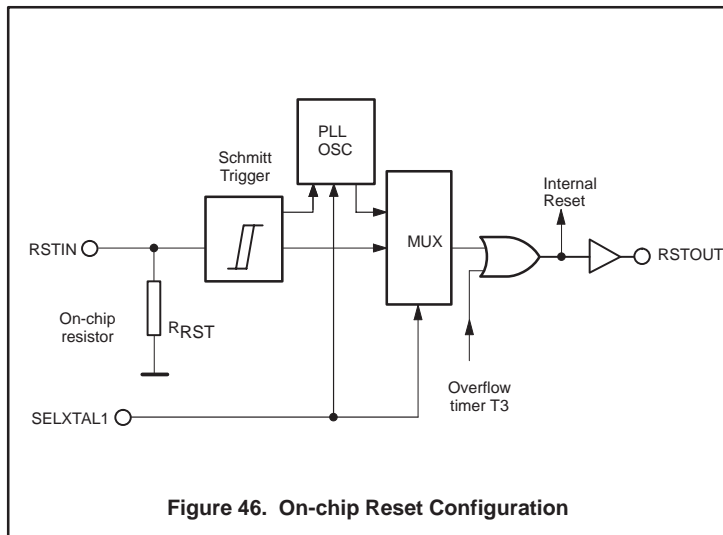 PLL
OSC
Schmitt
Trigger
Internal
Reset
MUX
RSTIN
RSTOUT
On-chip
resistor
RRST
Overflow
timer T3
SELXTAL1
Figure 46. On-chip Reset Configuration